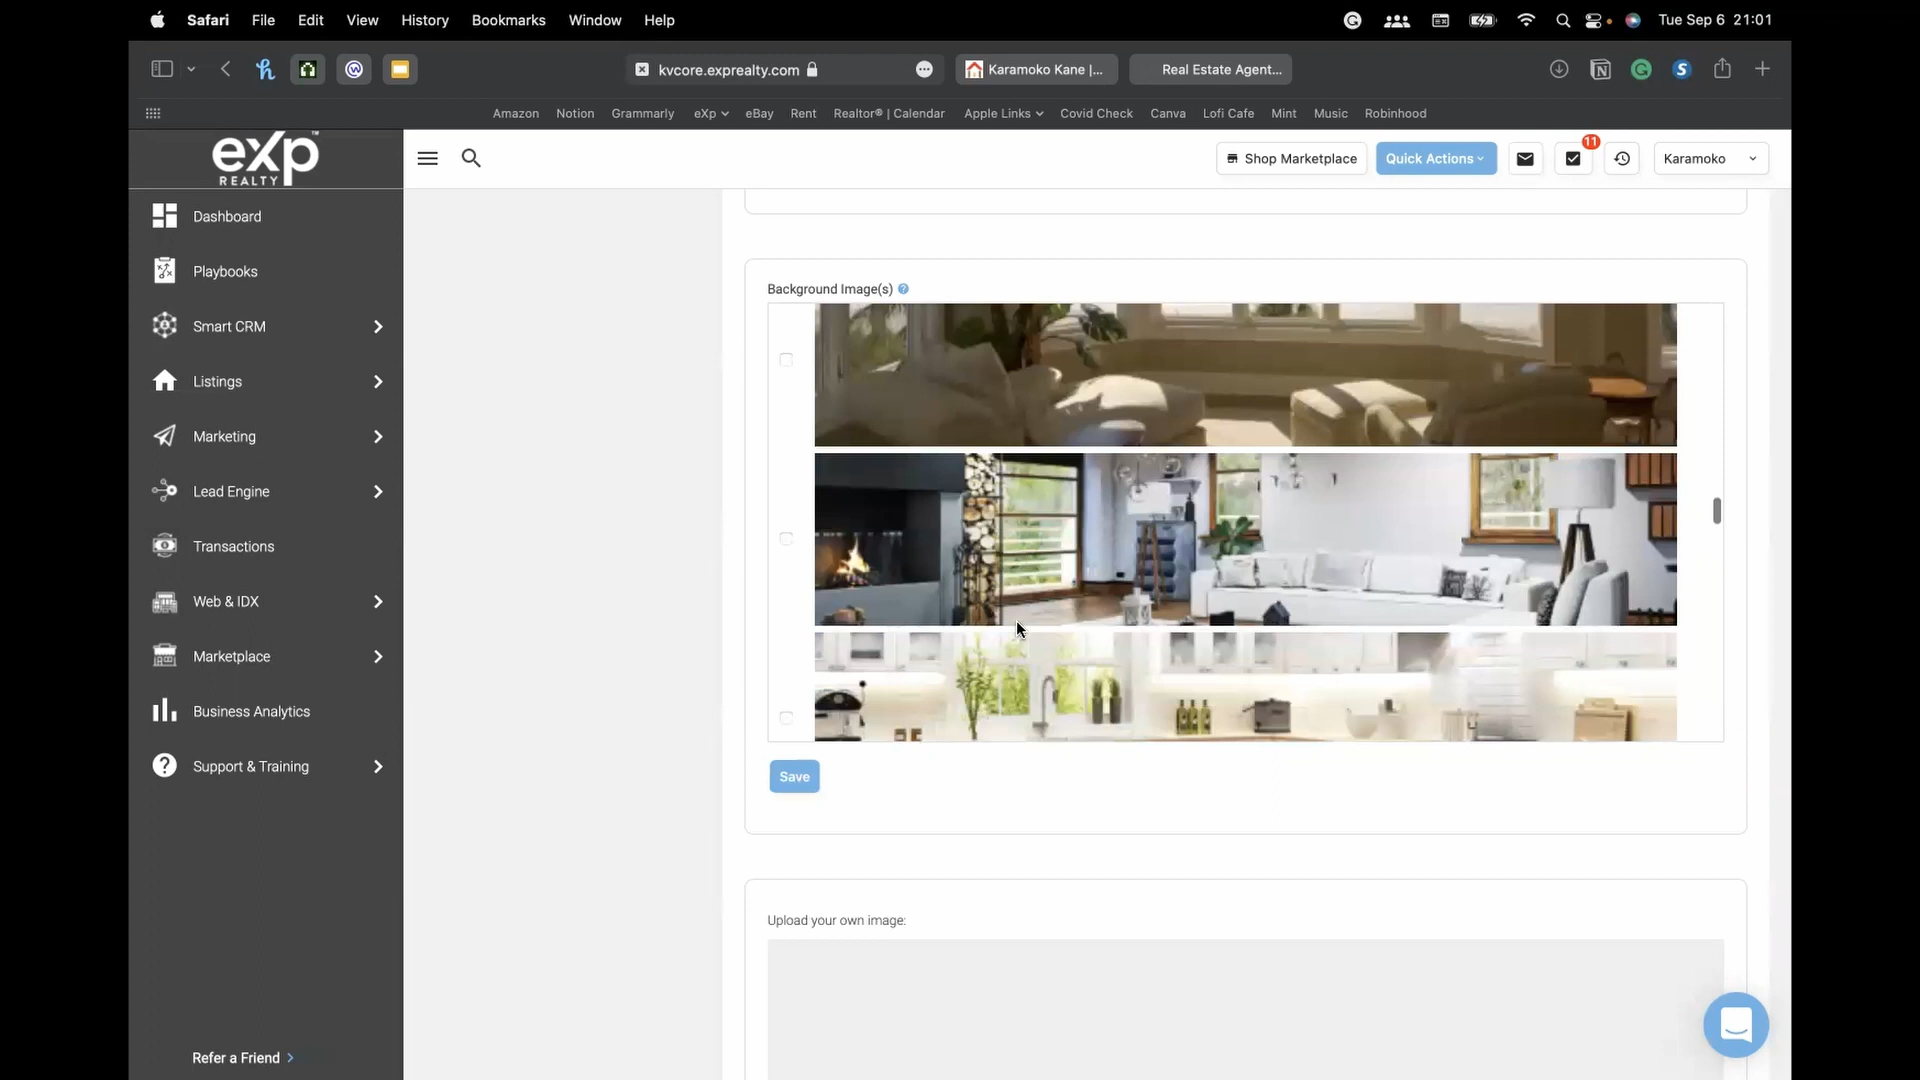 Safari File Edit View History Bookmarks Window Help Tue Sep 6 21:01
kvcore.exprealty.com Karamoko Kane |... Real Estate Agent...
Amazon Notion Grammarly eXp eBay Rent Realtor® | Calendar Apple Links Covid Check Canva Lofi Cafe Mint Music Robinhood
eXp™
REALTY
Shop Marketplace Quick Actions 11 Karamoko
Dashboard
Playbooks
Smart CRM
Listings
Marketing
Lead Engine
Transactions
Web & IDX
Marketplace
Business Analytics
Support & Training
Refer a Friend
Background Image(s)
Save
Upload your own image: